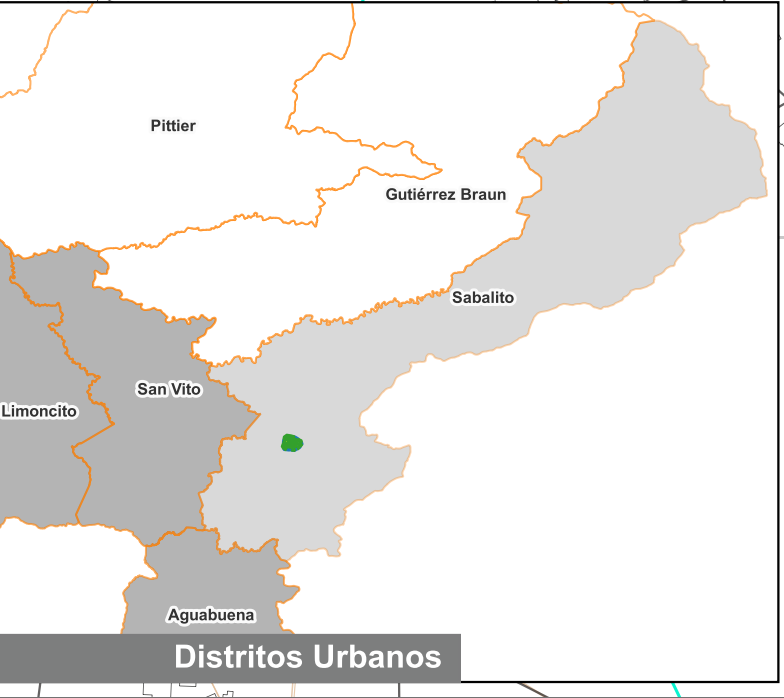 Pittier
Gutiérrez Braun
Sabalito
San Vito
Limoncito
Aguabuena
Distritos Urbanos